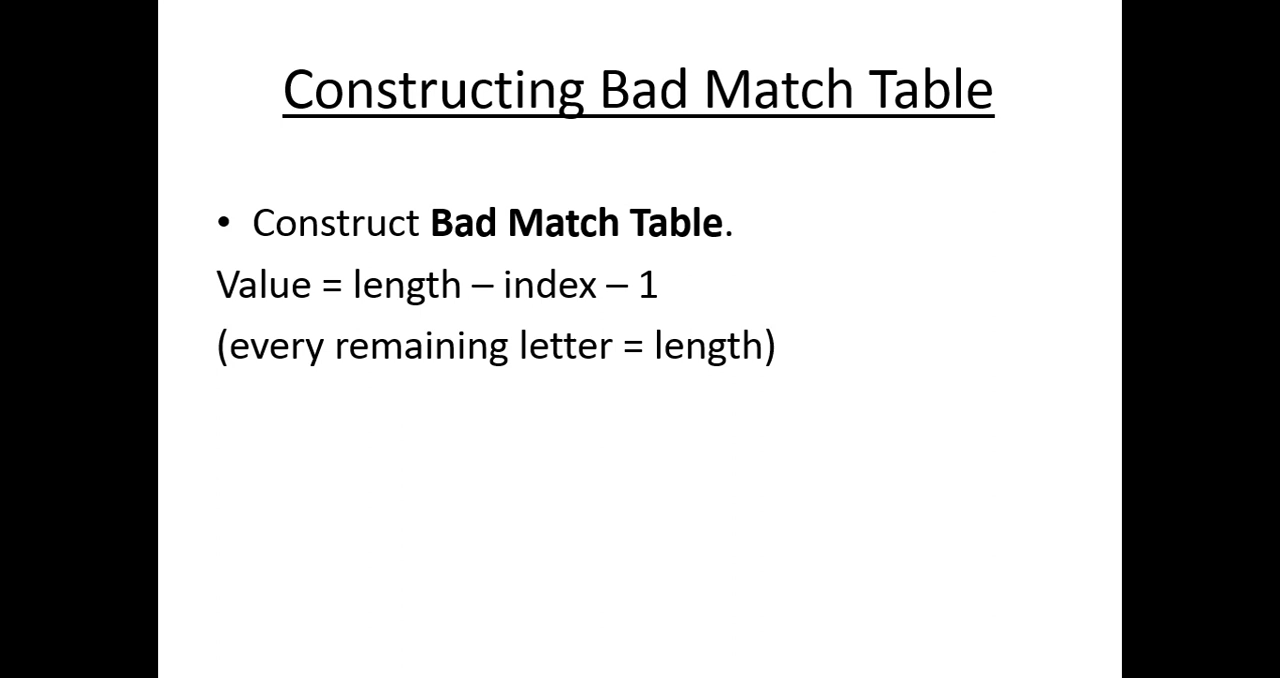 Constructing Bad Match Table
• Construct Bad Match Table.
Value = length – index – 1
(every remaining letter = length)